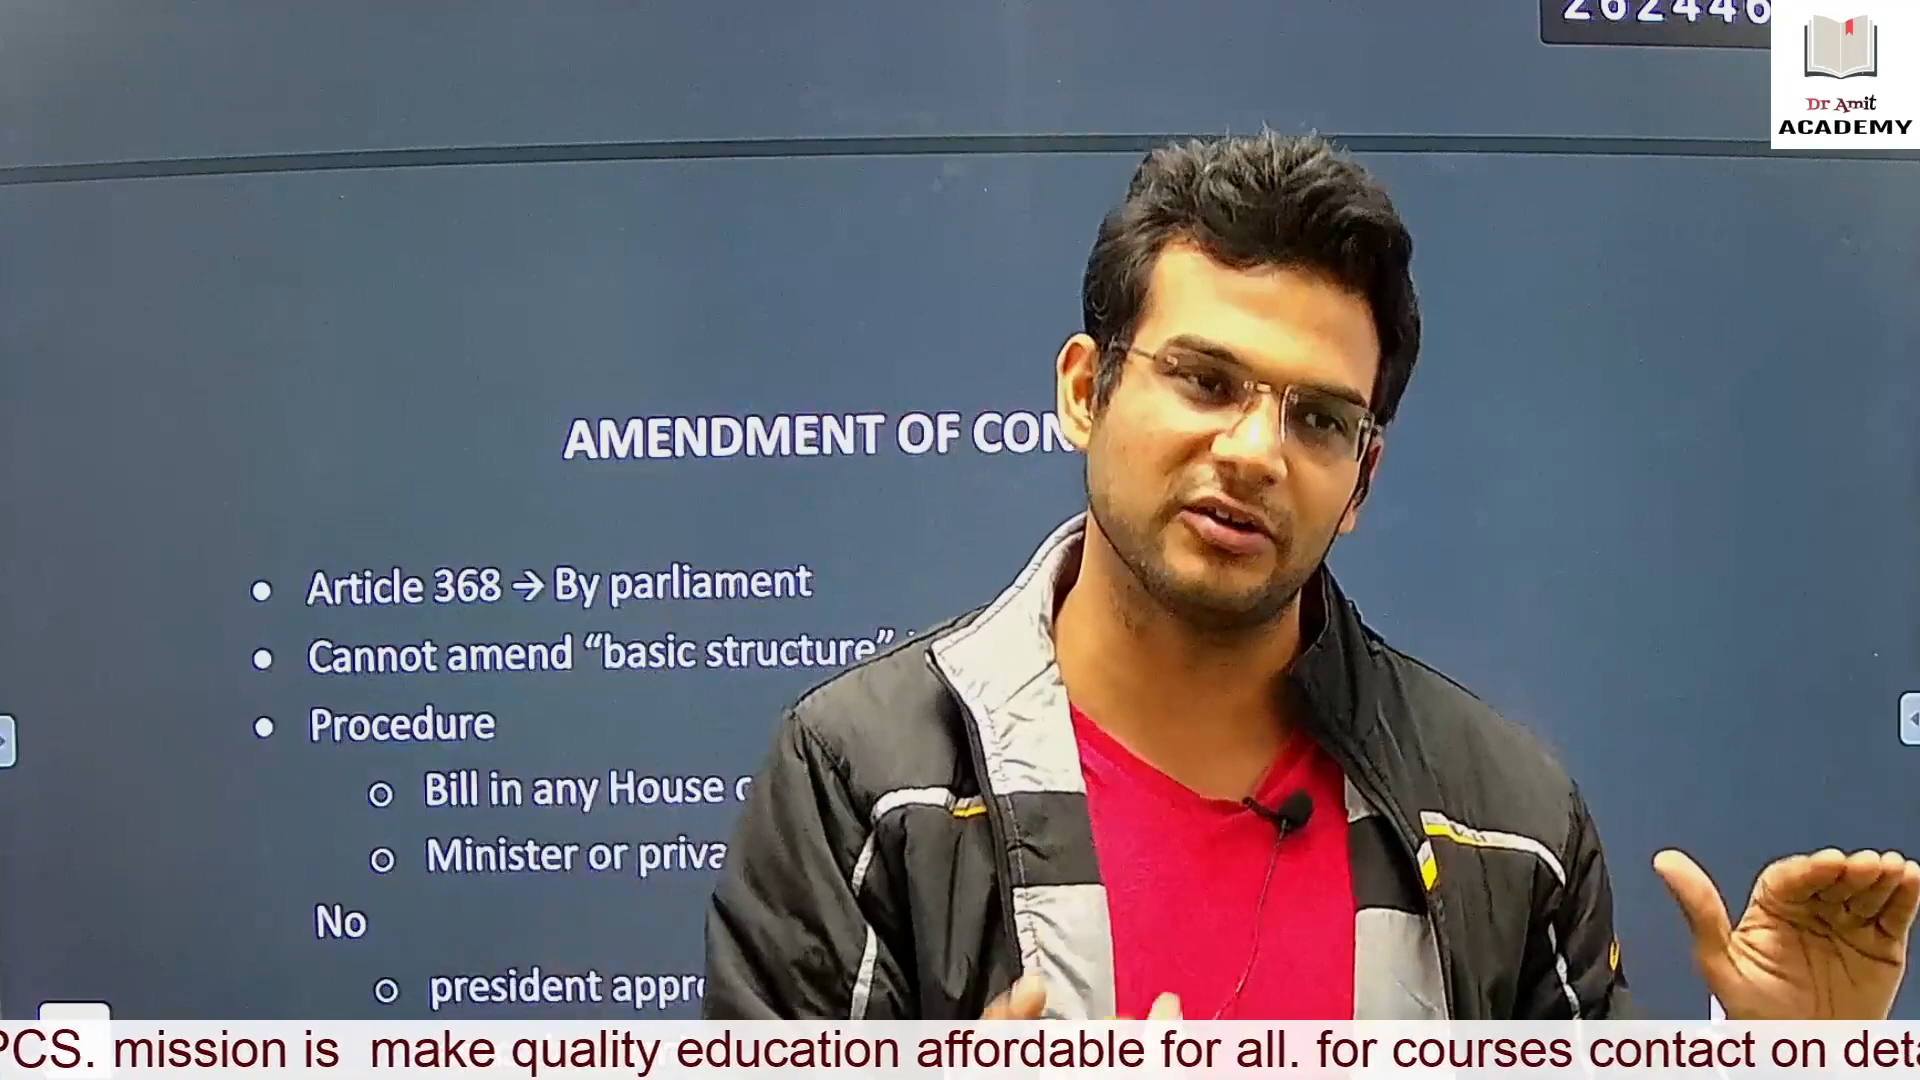 262446
Dr Amit
ACADEMY
AMENDMENT OF CON
● Article 368 → By parliament
● Cannot amend “basic structure”
● Procedure
○ Bill in any House
○ Minister or priva
No
○ president appr
PCS. mission is make quality education affordable for all. for courses contact on deta